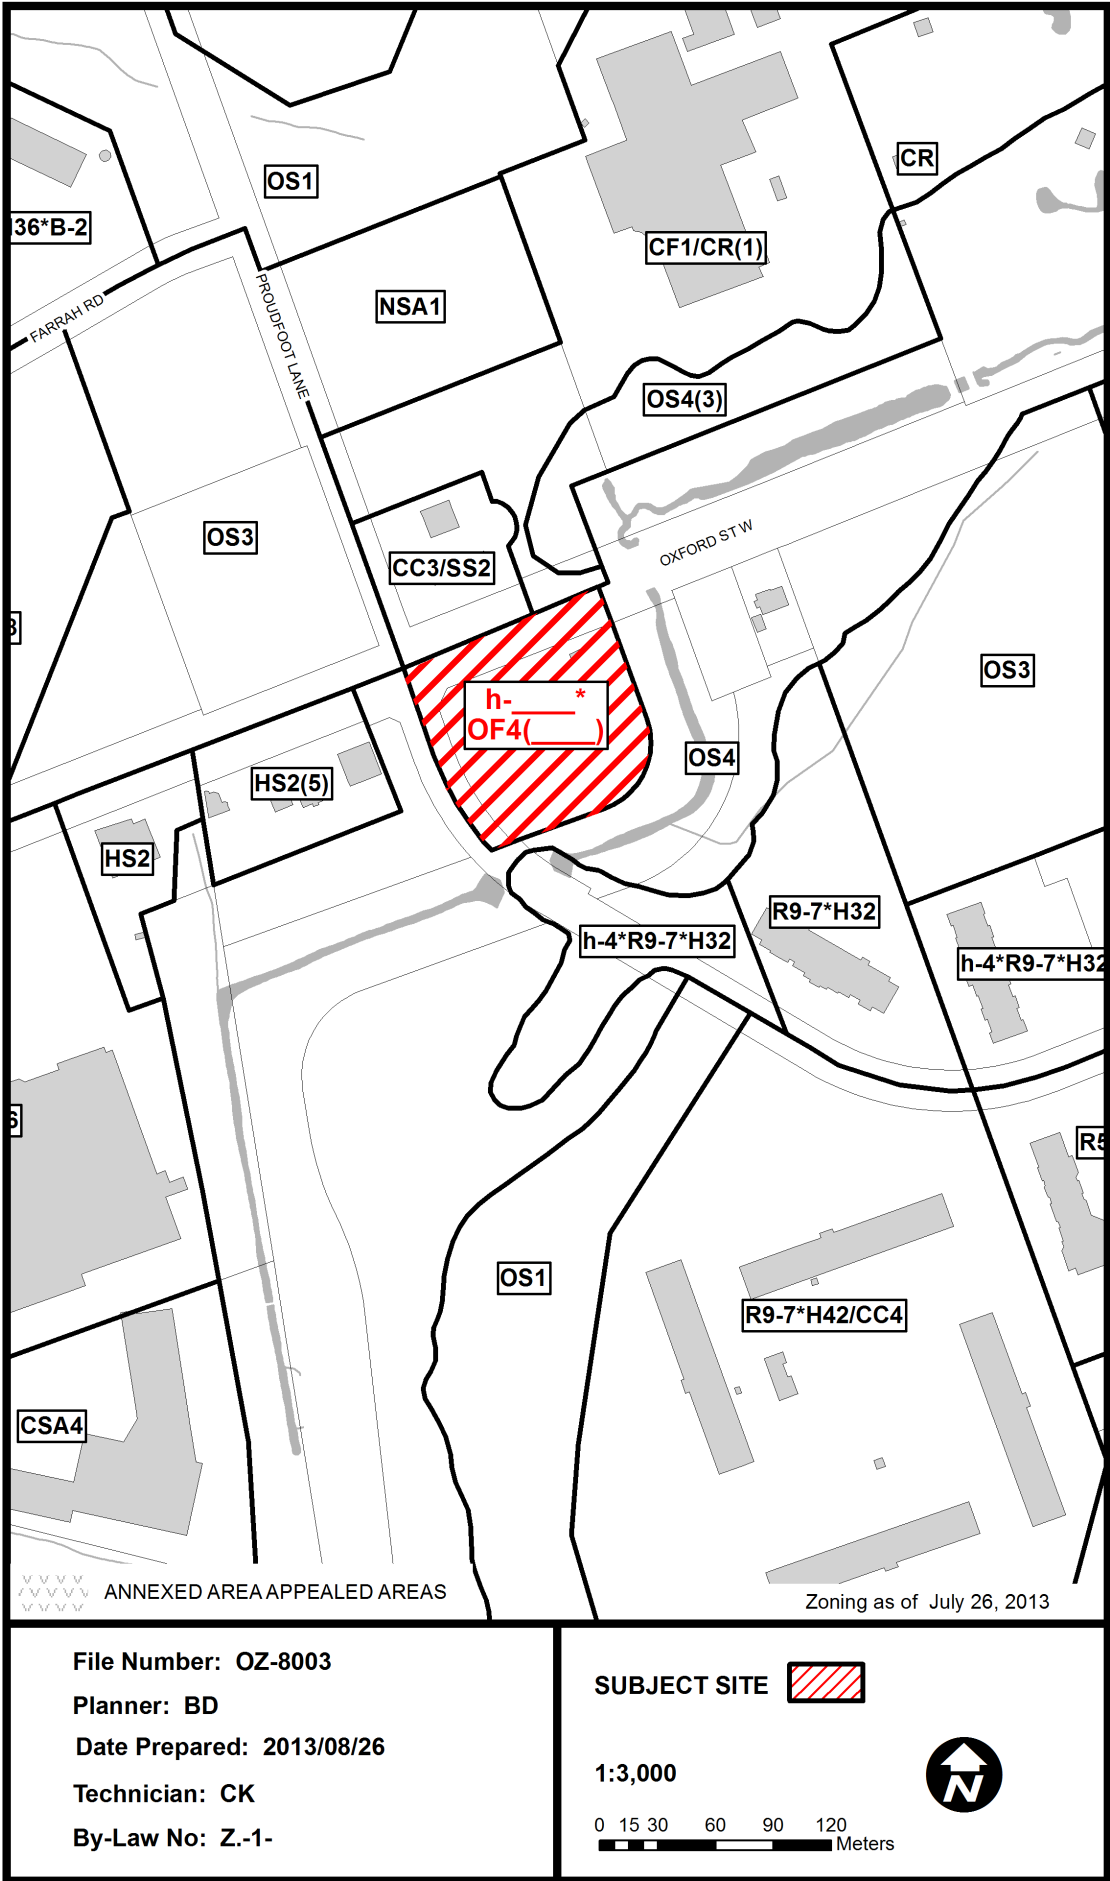 OS1
CR
36*B-2
CF1/CR(1)
NSA1
FARRAH RD
PROUDFOOT LANE
OS4(3)
OS3
OXFORD ST W
CC3/SS2
OS3
h-____*
OF4(____)
OS4
HS2(5)
HS2
R9-7*H32
h-4*R9-7*H32
h-4*R9-7*H32
R5
OS1
R9-7*H42/CC4
CSA4
ANNEXED AREA APPEALED AREAS
Zoning as of July 26, 2013
File Number: OZ-8003
Planner: BD
Date Prepared: 2013/08/26
Technician: CK
By-Law No: Z.-1-
SUBJECT SITE
1:3,000
N
0 15 30 60 90 120
Meters